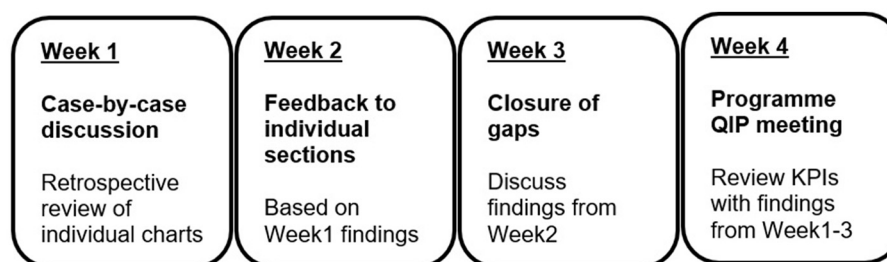 Week 1
Case-by-case
discussion
Retrospective
review of
individual charts
Week 2
Feedback to
individual
sections
Based on
Week1 findings
Week 3
Closure of
gaps
Discuss
findings from
Week2
Week 4
Programme
QIP meeting
Review KPIs
with findings
from Week1-3